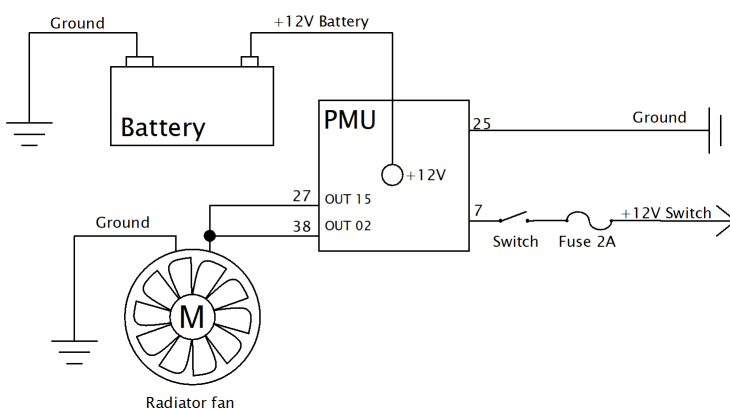 Ground
+12V Battery
Battery
PMU
25
Ground
+12V
27
OUT 15
7
+12V Switch
38
OUT 02
Switch
Fuse 2A
Ground
M
Radiator fan